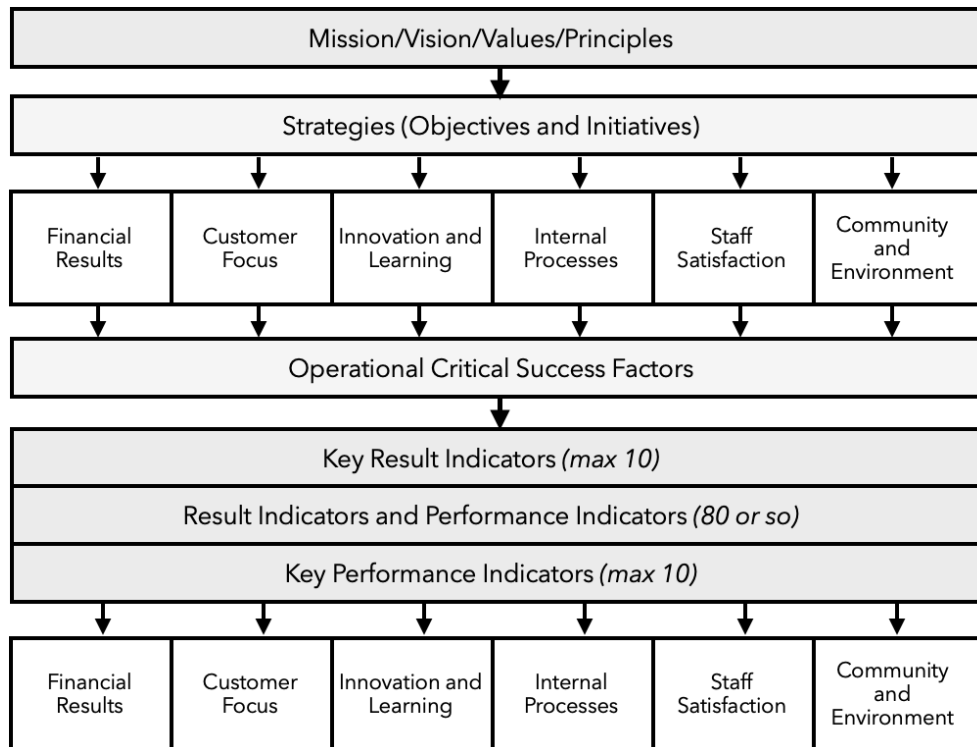 Mission/Vision/Values/Principles
Strategies (Objectives and Initiatives)
Financial
Results
Customer
Focus
Innovation and
Learning
Internal
Processes
Staff
Satisfaction
Community
and
Environment
Operational Critical Success Factors
Key Result Indicators (max 10)
Result Indicators and Performance Indicators (80 or so)
Key Performance Indicators (max 10)
Financial
Results
Customer
Focus
Innovation and
Learning
Internal
Processes
Staff
Satisfaction
Community
and
Environment